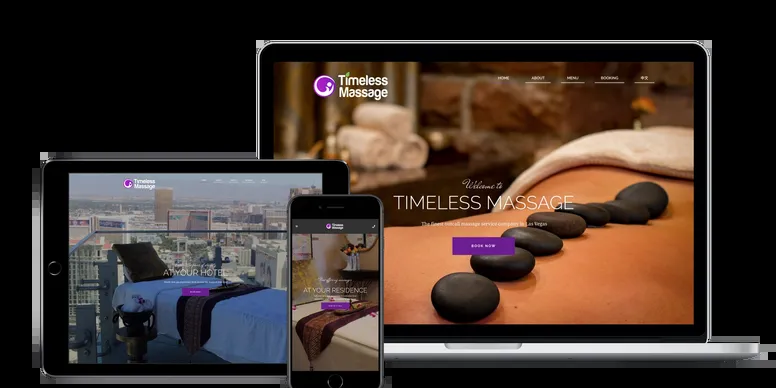 Timeless
Massage
HOME ABOUT MENU BOOKING 中文
Welcome to
TIMELESS MASSAGE
The finest outcall massage service company in Las Vegas
BOOK NOW
Timeless
Massage
AT YOUR HOTEL
Timeless
Massage
AT YOUR RESIDENCE